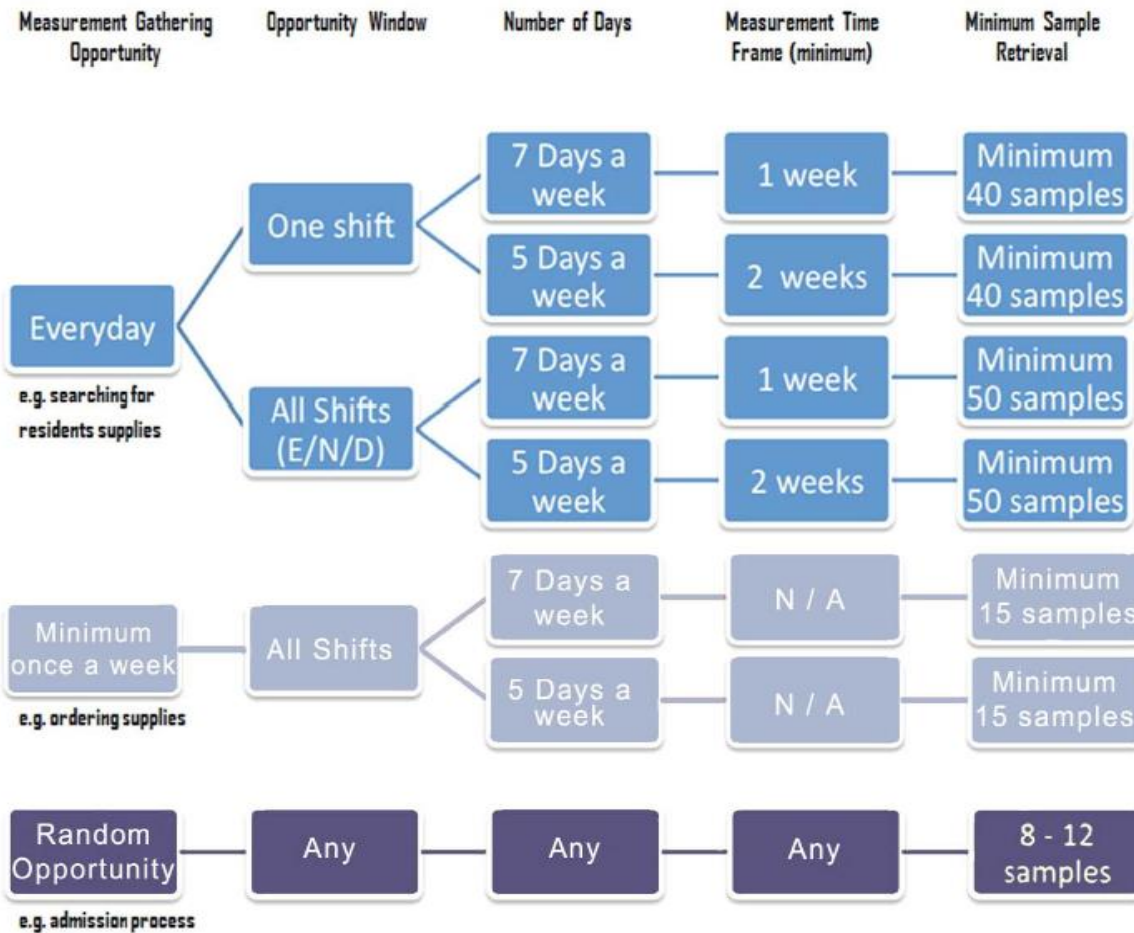 Measurement Gathering
Opportunity
Opportunity Window
Number of Days
Measurement Time
Frame (minimum)
Minimum Sample
Retrieval
Everyday
e.g. searching for
residents supplies
One shift
7 Days a
week
1 week
Minimum
40 samples
5 Days a
week
2 weeks
Minimum
40 samples
All Shifts
(E/N/D)
7 Days a
week
1 week
Minimum
50 samples
5 Days a
week
2 weeks
Minimum
50 samples
Minimum
once a week
e.g. ordering supplies
All Shifts
7 Days a
week
N / A
Minimum
15 samples
5 Days a
week
N / A
Minimum
15 samples
Random
Opportunity
e.g. admission process
Any
Any
Any
8 - 12
samples